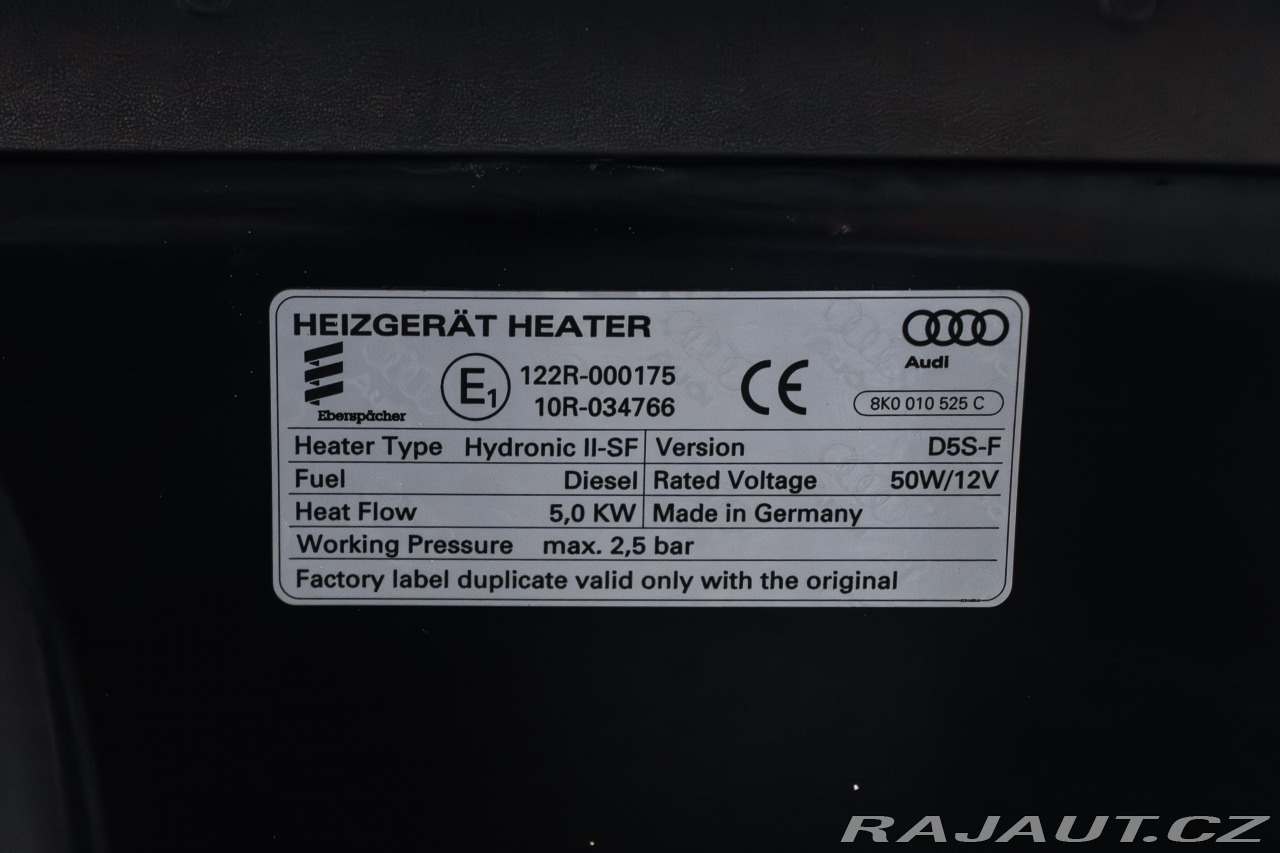 HEIZGERÄT HEATER
Audi
Eberspächer
E1
122R-000175
10R-034766
CE
8K0 010 525 C
Heater Type Hydronic II-SF Version D5S-F
Fuel Diesel Rated Voltage 50W/12V
Heat Flow 5,0 KW Made in Germany
Working Pressure max. 2,5 bar
Factory label duplicate valid only with the original
RAJAUT.CZ